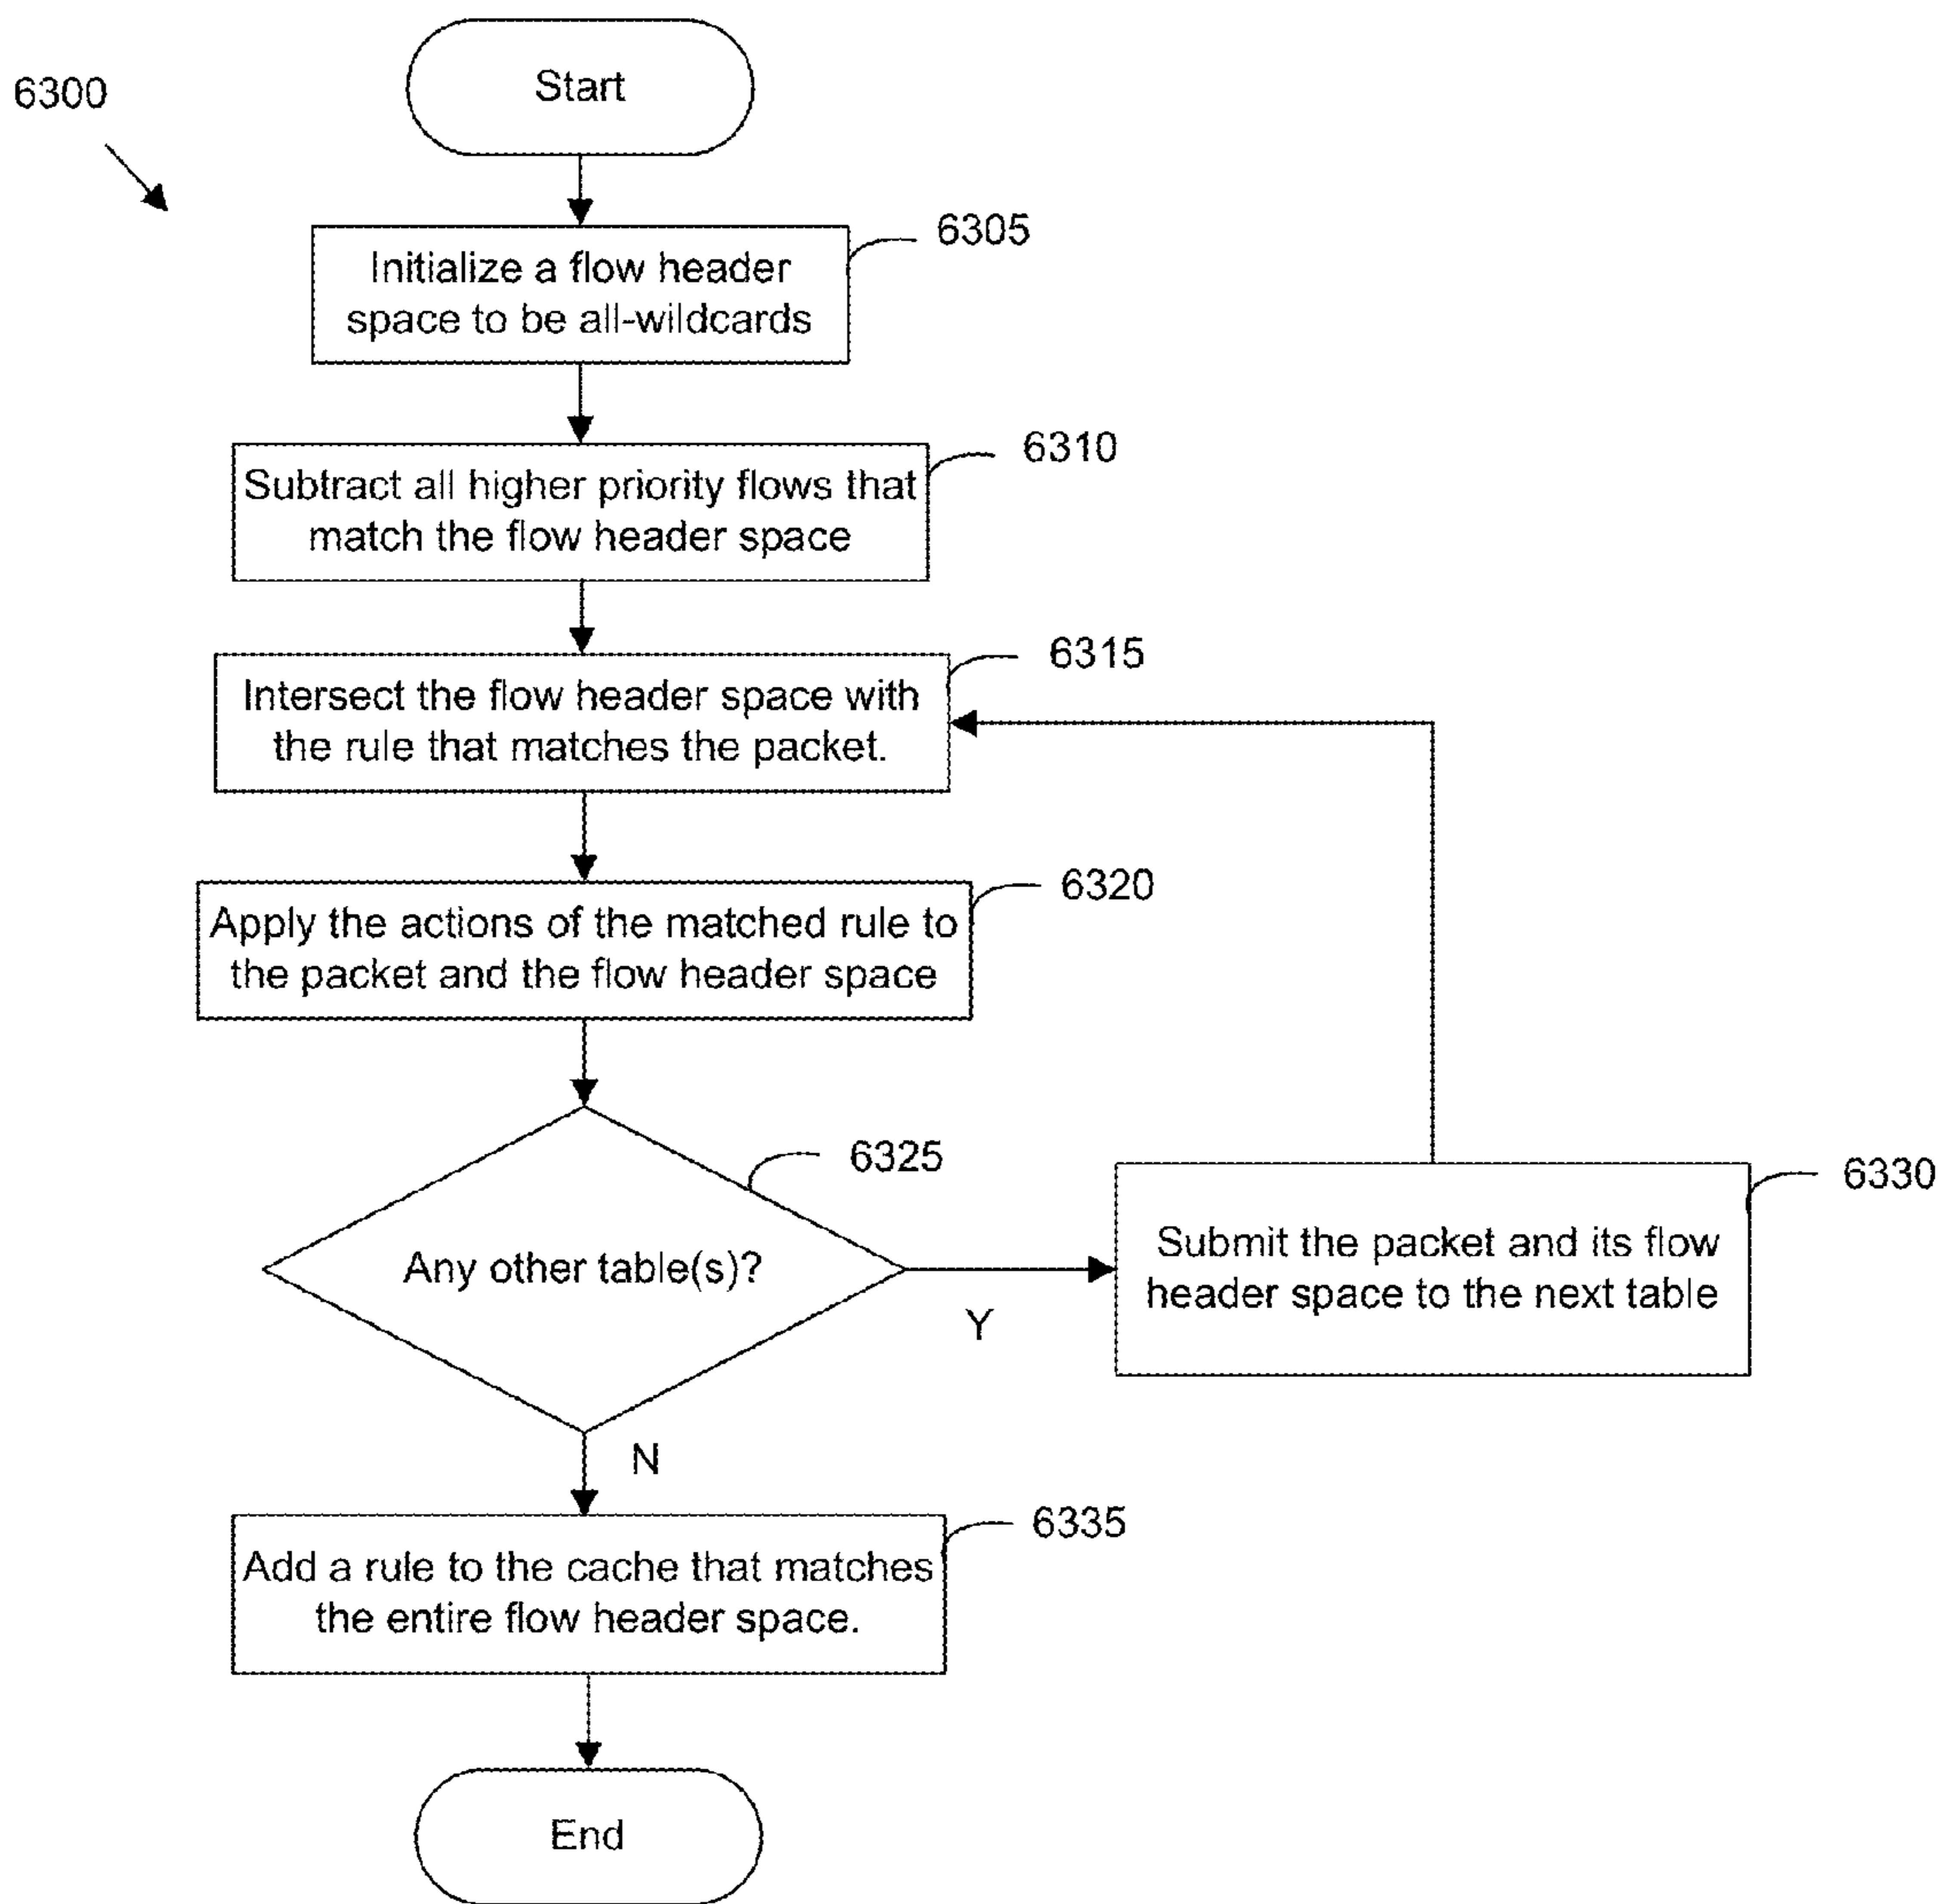 6300
Start
6305
Initialize a flow header
space to be all-wildcards
6310
Subtract all higher priority flows that
match the flow header space
6315
Intersect the flow header space with
the rule that matches the packet.
6320
Apply the actions of the matched rule to
the packet and the flow header space
6325
Any other table(s)?
Y
6330
Submit the packet and its flow
header space to the next table
N
6335
Add a rule to the cache that matches
the entire flow header space.
End